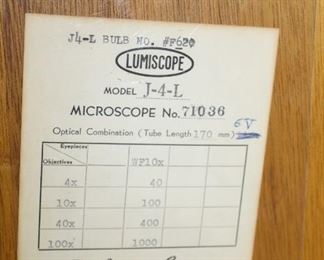 J4-L BULB NO. #F620
LUMISCOPE
MODEL J-4-L
MICROSCOPE No. 71036
6V
Optical Combination (Tube Length 170 mm)
Eyepieces
Objectives WF10x
4x 40
10x 100
40x 400
100x 1000